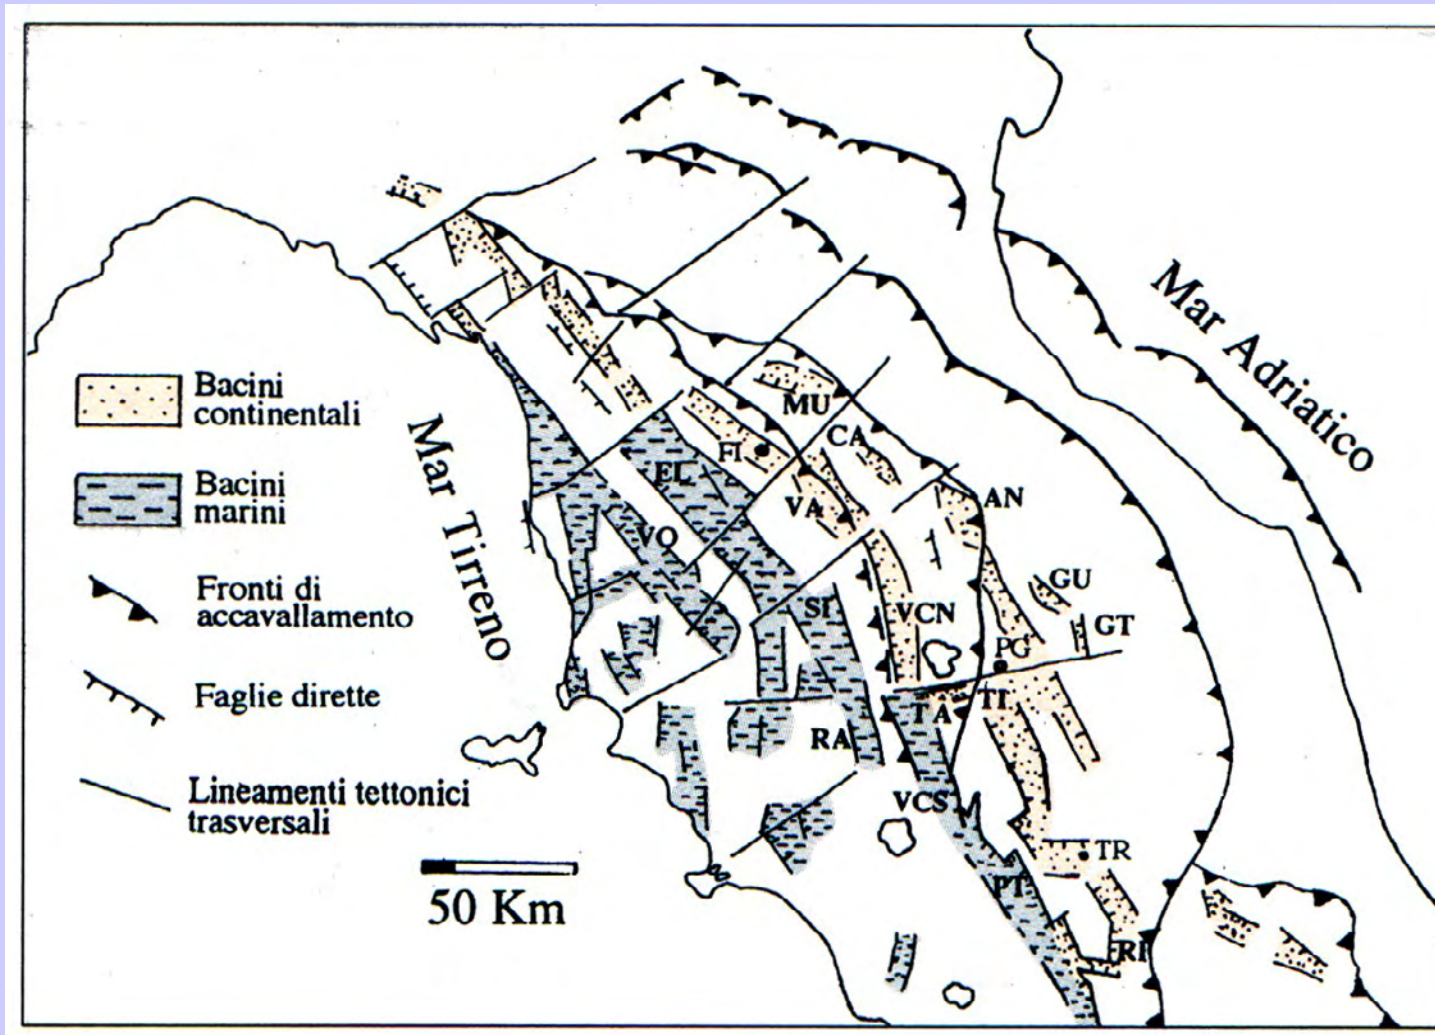 Bacini
continentali
Bacini
marini
Fronti di
accavallamento
Faglie dirette
Lineamenti tettonici
trasversali
50 Km
Mar Tirreno
Mar Adriatico
MU
FI
CA
EL
VA
AN
VO
GU
SI
VCN
GT
PG
TA
TI
RA
VCS
TR
PT
RI